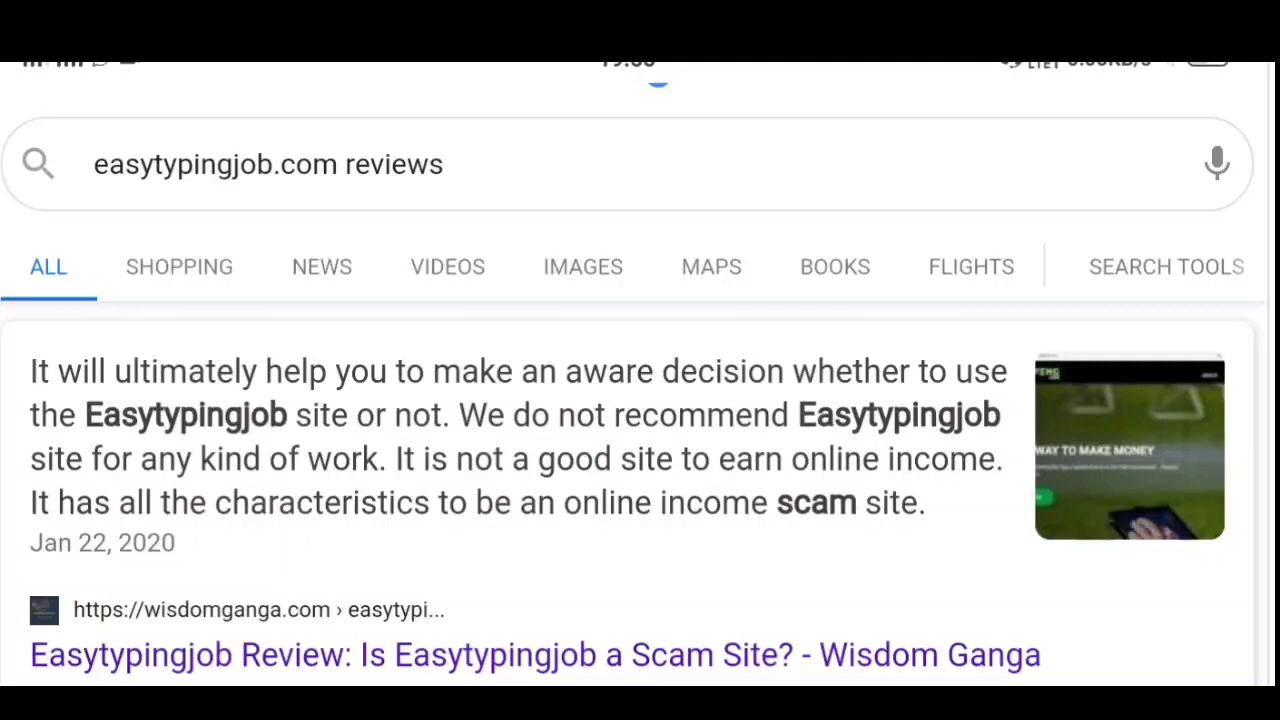 easytypingjob.com reviews
ALL SHOPPING NEWS VIDEOS IMAGES MAPS BOOKS FLIGHTS SEARCH TOOLS
It will ultimately help you to make an aware decision whether to use
the Easytypingjob site or not. We do not recommend Easytypingjob
site for any kind of work. It is not a good site to earn online income.
It has all the characteristics to be an online income scam site.
Jan 22, 2020
WAY TO MAKE MONEY
https://wisdomganga.com › easytypi...
Easytypingjob Review: Is Easytypingjob a Scam Site? - Wisdom Ganga